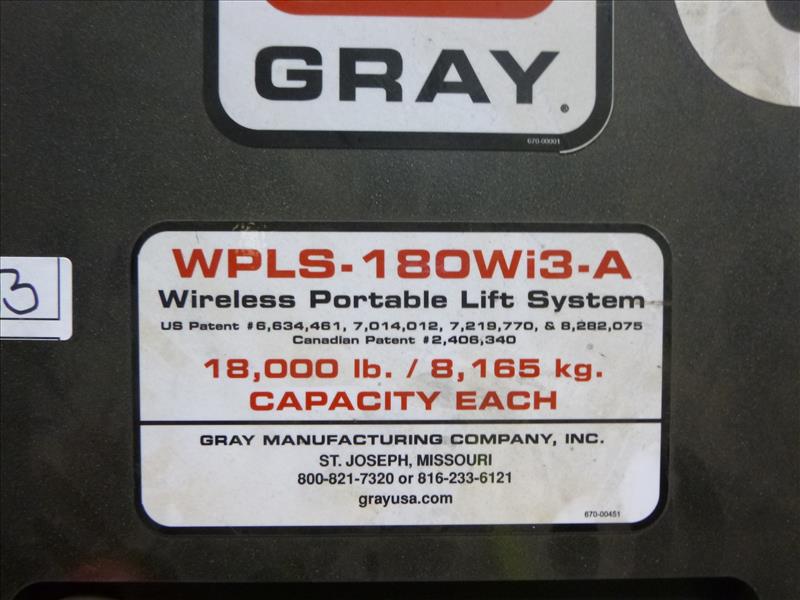 GRAY®
670-00001
3
WPLS-180Wi3-A
Wireless Portable Lift System
US Patent #6,634,461, 7,014,012, 7,219,770, & 8,282,075
Canadian Patent #2,406,340
18,000 lb. / 8,165 kg.
CAPACITY EACH
GRAY MANUFACTURING COMPANY, INC.
ST. JOSEPH, MISSOURI
800-821-7320 or 816-233-6121
grayusa.com
670-00451